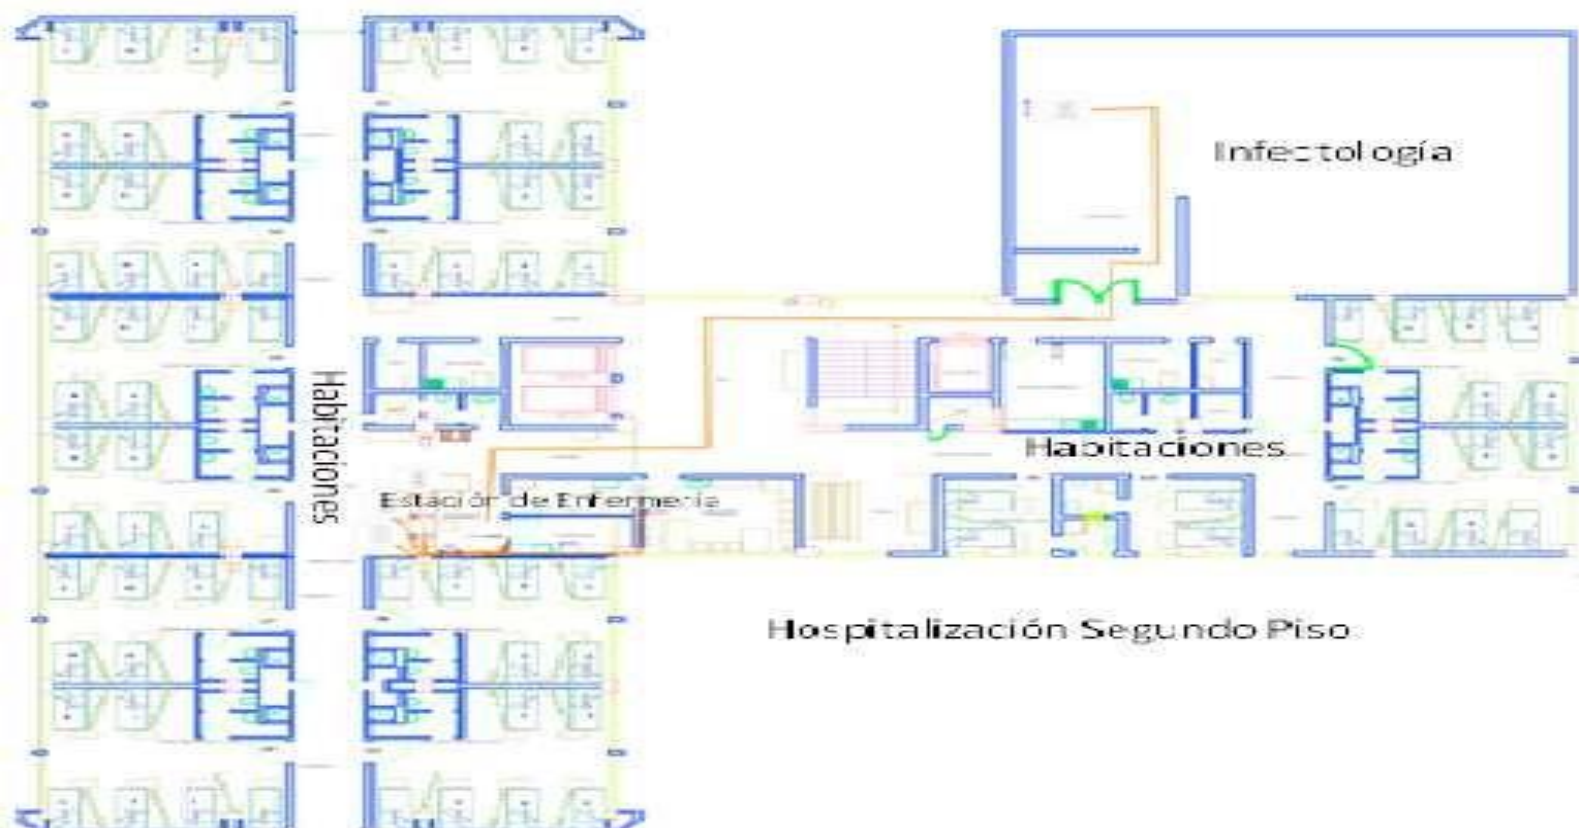 Infectología
Habitaciones
Habitaciones
Estación de Enfermería
Hospitalización Segundo Piso